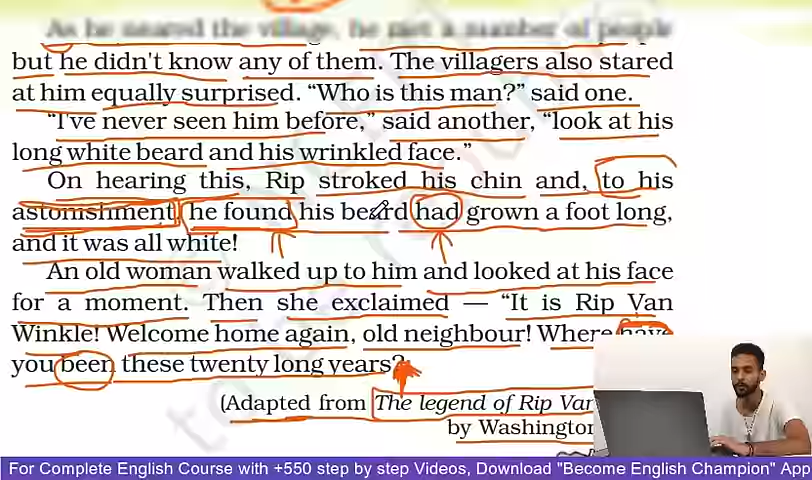 As he neared the village, he met a number of people
but he didn't know any of them. The villagers also stared
at him equally surprised. “Who is this man?” said one.
“I've never seen him before,” said another, “look at his
long white beard and his wrinkled face.”
On hearing this, Rip stroked his chin and, to his
astonishment he found his beard had grown a foot long,
and it was all white!
An old woman walked up to him and looked at his face
for a moment. Then she exclaimed — “It is Rip Van
Winkle! Welcome home again, old neighbour! Where have
you been these twenty long years?
(Adapted from The legend of Rip Van
by Washington
For Complete English Course with +550 step by step Videos, Download "Become English Champion" App